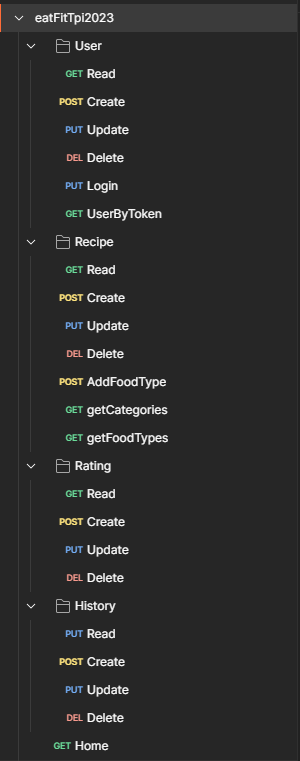 eatFitTpi2023
User
GET Read
POST Create
PUT Update
DEL Delete
PUT Login
GET UserByToken
Recipe
GET Read
POST Create
PUT Update
DEL Delete
POST AddFoodType
GET getCategories
GET getFoodTypes
Rating
GET Read
POST Create
PUT Update
DEL Delete
History
PUT Read
POST Create
PUT Update
DEL Delete
GET Home